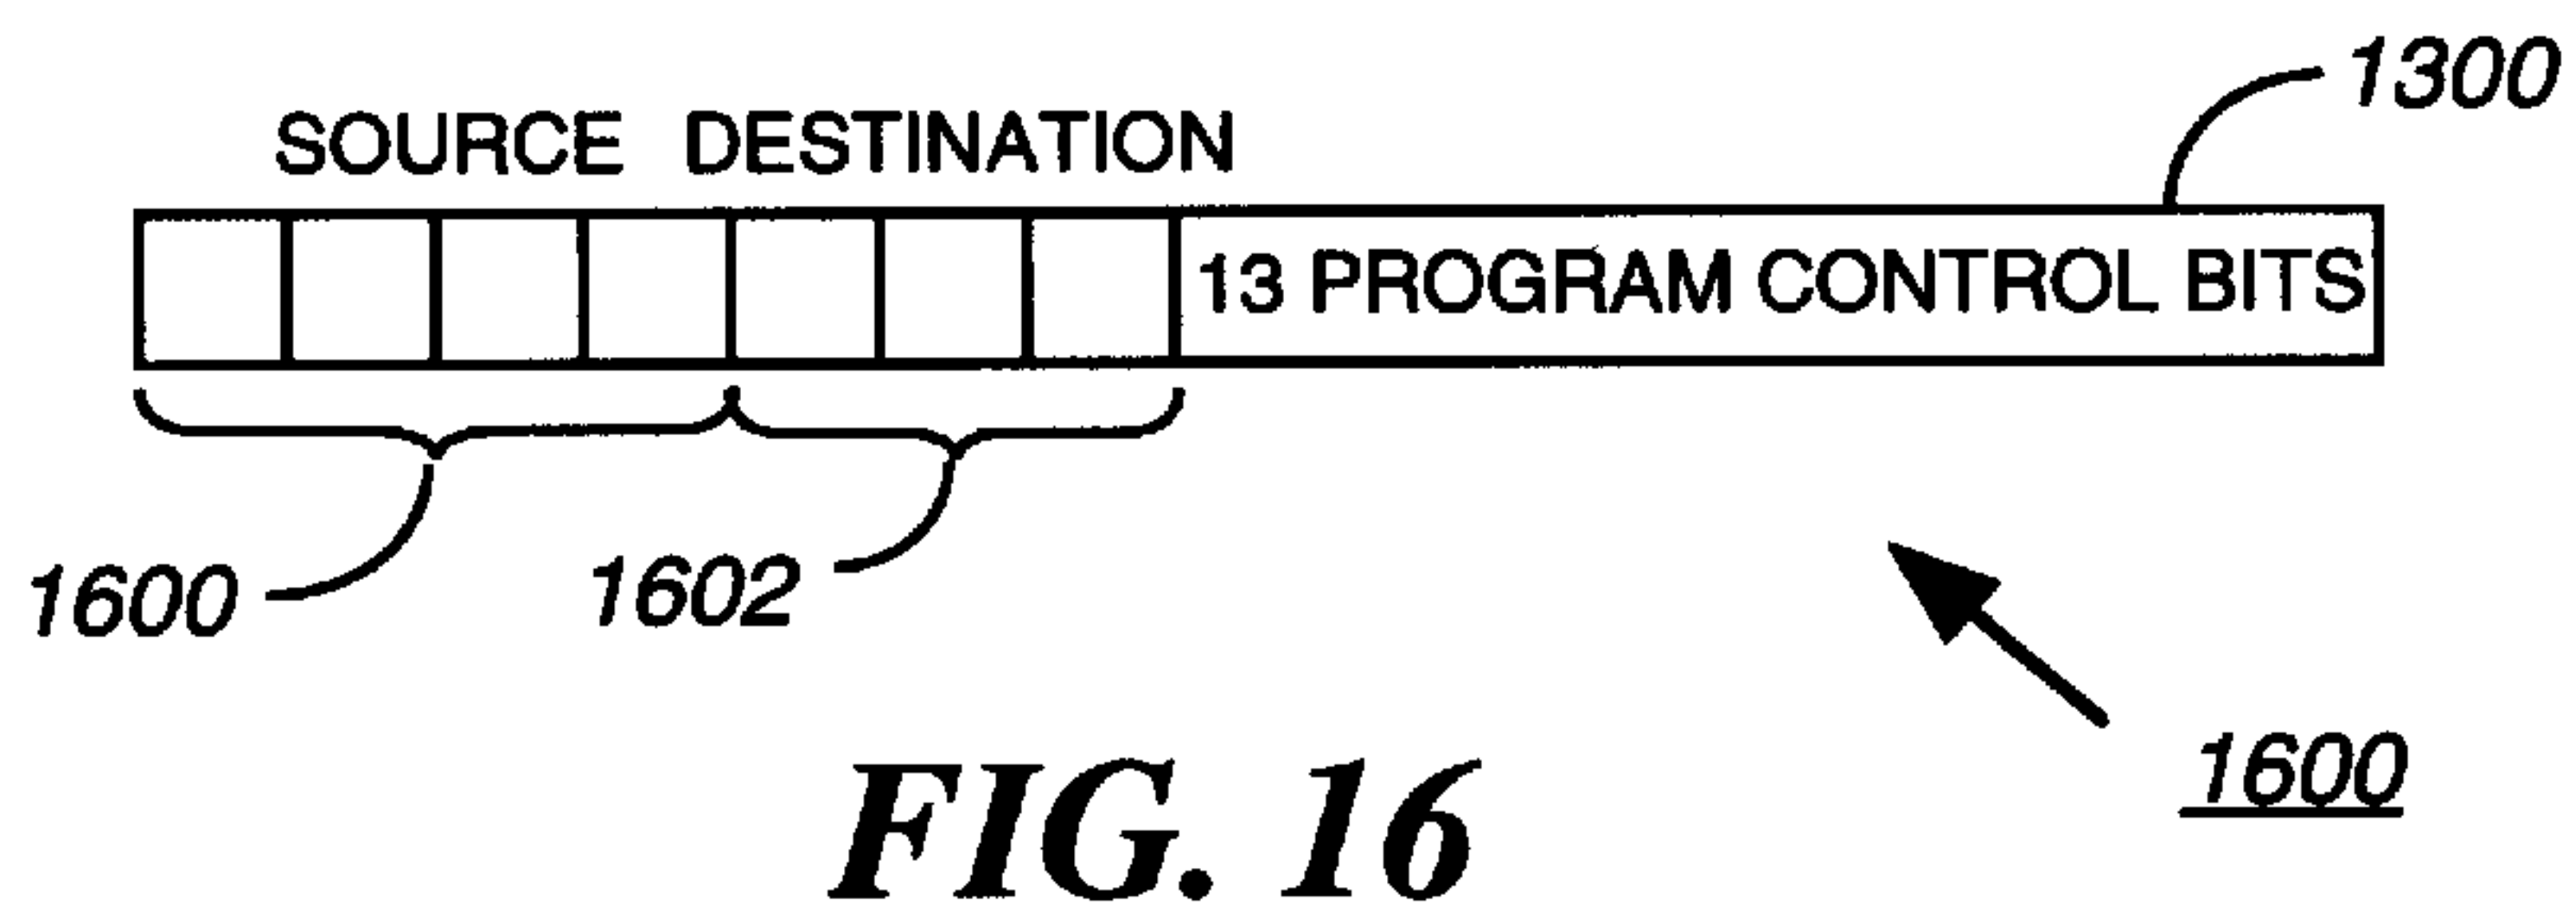 1300
SOURCE DESTINATION
13 PROGRAM CONTROL BITS
1600
1602
1600
FIG. 16